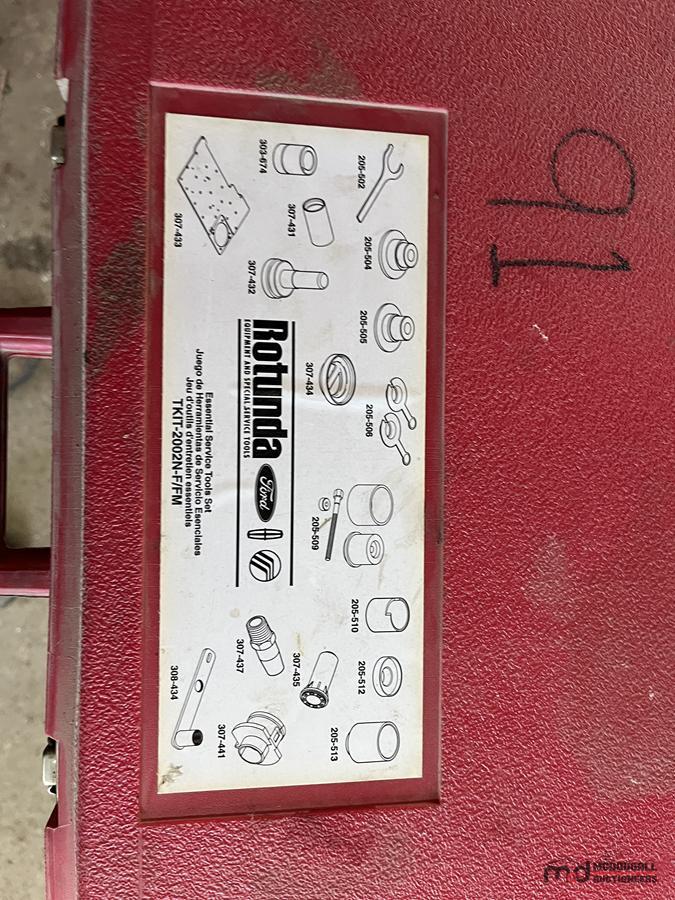 91
205-502
205-504
205-505
205-506
205-509
205-510
205-512
205-513
303-674
307-431
307-432
307-434
307-433
307-435
307-437
307-441
308-434
Rotunda
EQUIPMENT AND SPECIAL SERVICE TOOLS
Ford
Essential Service Tools Set
Juego de Herramientas de Servicio Esenciales
Jeu d'outils d'entretien essentiels
TKIT-2002N-F/FM
md MCDOUGALL
AUCTIONEERS